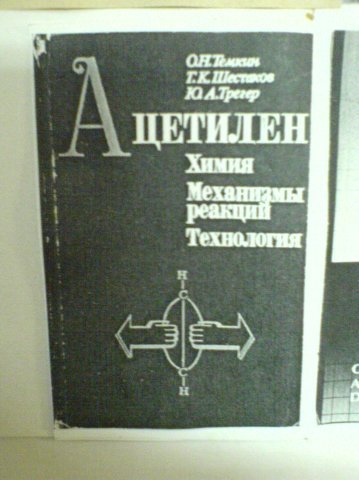 О.Н.Темкин
Г.К.Шестаков
Ю.А.Трегер
АЦЕТИЛЕН
Химия
Механизмы
реакций
Технология
H
C
C
H